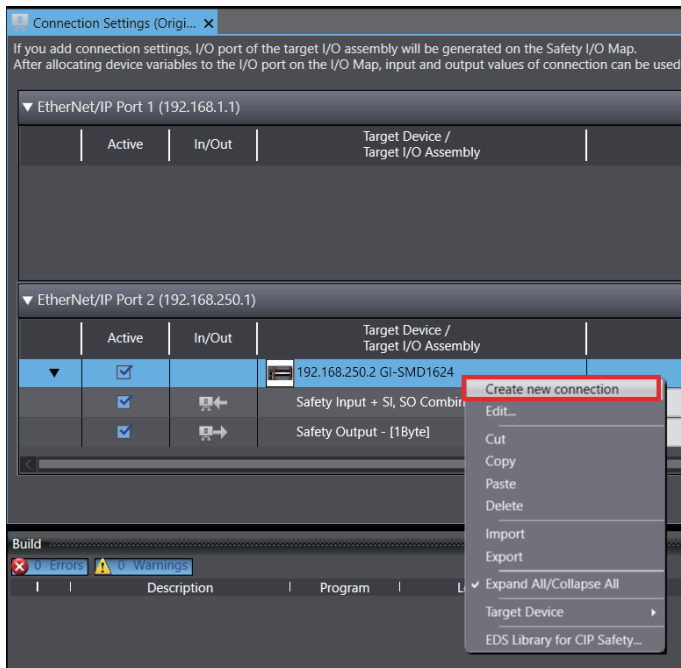 Connection Settings (Origi... X
If you add connection settings, I/O port of the target I/O assembly will be generated on the Safety I/O Map.
After allocating device variables to the I/O port on the I/O Map, input and output values of connection can be used
▼ EtherNet/IP Port 1 (192.168.1.1)
Active In/Out Target Device /
Target I/O Assembly
▼ EtherNet/IP Port 2 (192.168.250.1)
Active In/Out Target Device /
Target I/O Assembly
192.168.250.2 GI-SMD1624
Create new connection
Safety Input + SI, SO Combin
Edit...
Safety Output - [1Byte]
Cut
Copy
Paste
Delete
Import
Export
Expand All/Collapse All
Target Device
EDS Library for CIP Safety...
Build
0 Errors 0 Warnings
! Description Program